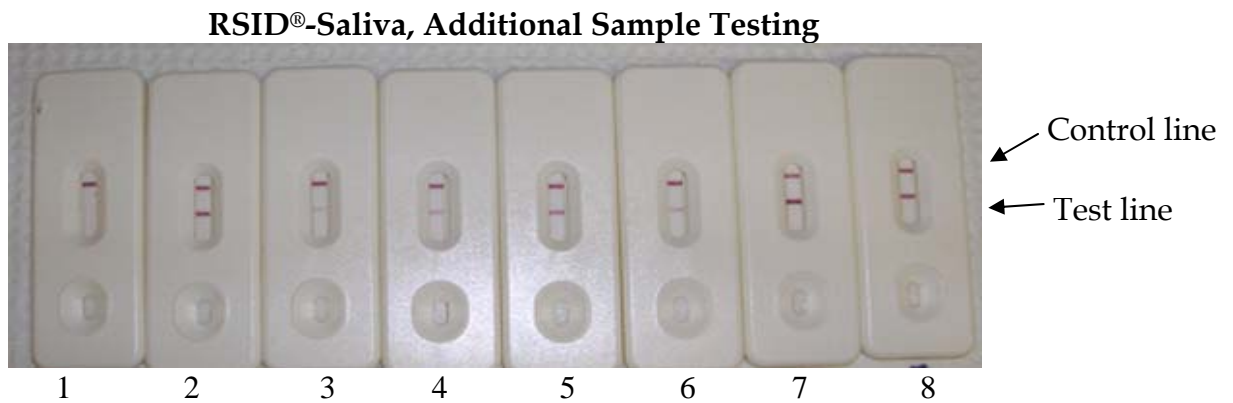 RSID®-Saliva, Additional Sample Testing
Control line
Test line
1 2 3 4 5 6 7 8